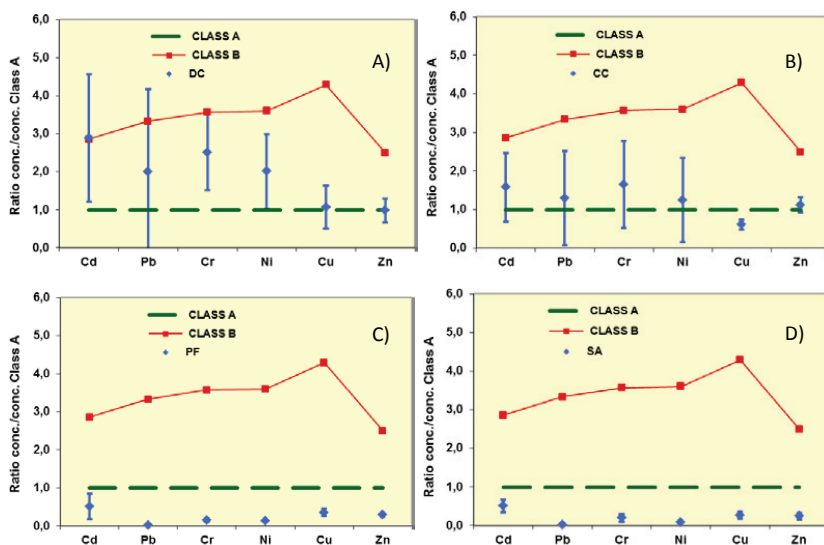 6,0
5,0
4,0
3,0
2,0
1,0
0,0
Ratio conc./conc. Class A
CLASS A
CLASS B
DC
A)
Cd Pb Cr Ni Cu Zn
6,0
5,0
4,0
3,0
2,0
1,0
0,0
Ratio conc./conc. Class A
CLASS A
CLASS B
CC
B)
Cd Pb Cr Ni Cu Zn
6,0
5,0
4,0
3,0
2,0
1,0
0,0
Ratio conc./conc. Class A
CLASS A
CLASS B
PF
C)
Cd Pb Cr Ni Cu Zn
6,0
5,0
4,0
3,0
2,0
1,0
0,0
Ratio conc./conc. Class A
CLASS A
CLASS B
SA
D)
Cd Pb Cr Ni Cu Zn